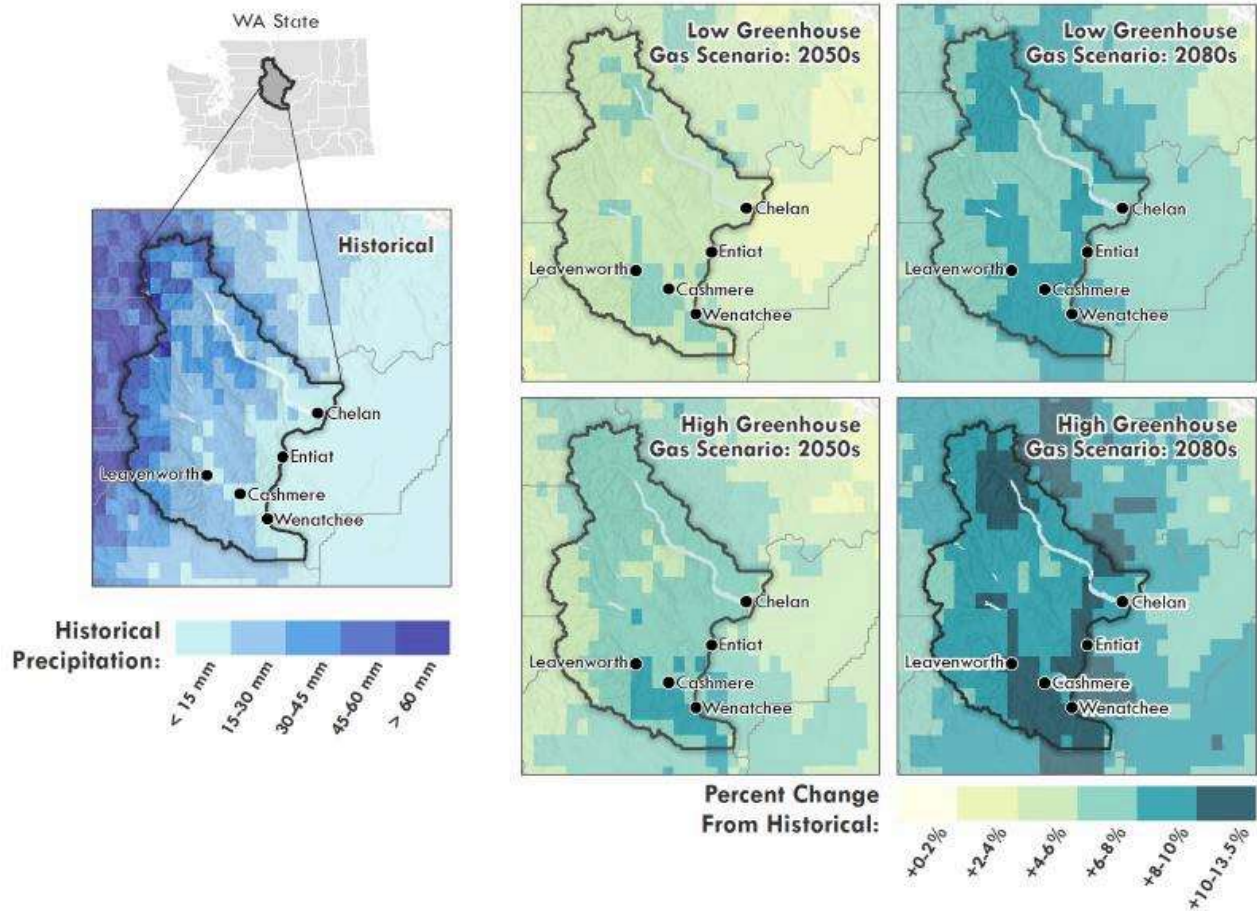 WA State
Historical
Chelan
Entiat
Leavenworth
Cashmere
Wenatchee
Historical
Precipitation:
< 15 mm
15-30 mm
30-45 mm
45-60 mm
> 60 mm
Low Greenhouse
Gas Scenario: 2050s
Chelan
Entiat
Leavenworth
Cashmere
Wenatchee
Low Greenhouse
Gas Scenario: 2080s
Chelan
Entiat
Leavenworth
Cashmere
Wenatchee
High Greenhouse
Gas Scenario: 2050s
Chelan
Entiat
Leavenworth
Cashmere
Wenatchee
High Greenhouse
Gas Scenario: 2080s
Chelan
Entiat
Leavenworth
Cashmere
Wenatchee
Percent Change
From Historical:
+0-2%
+2-4%
+4-6%
+6-8%
+8-10%
+10-13.5%